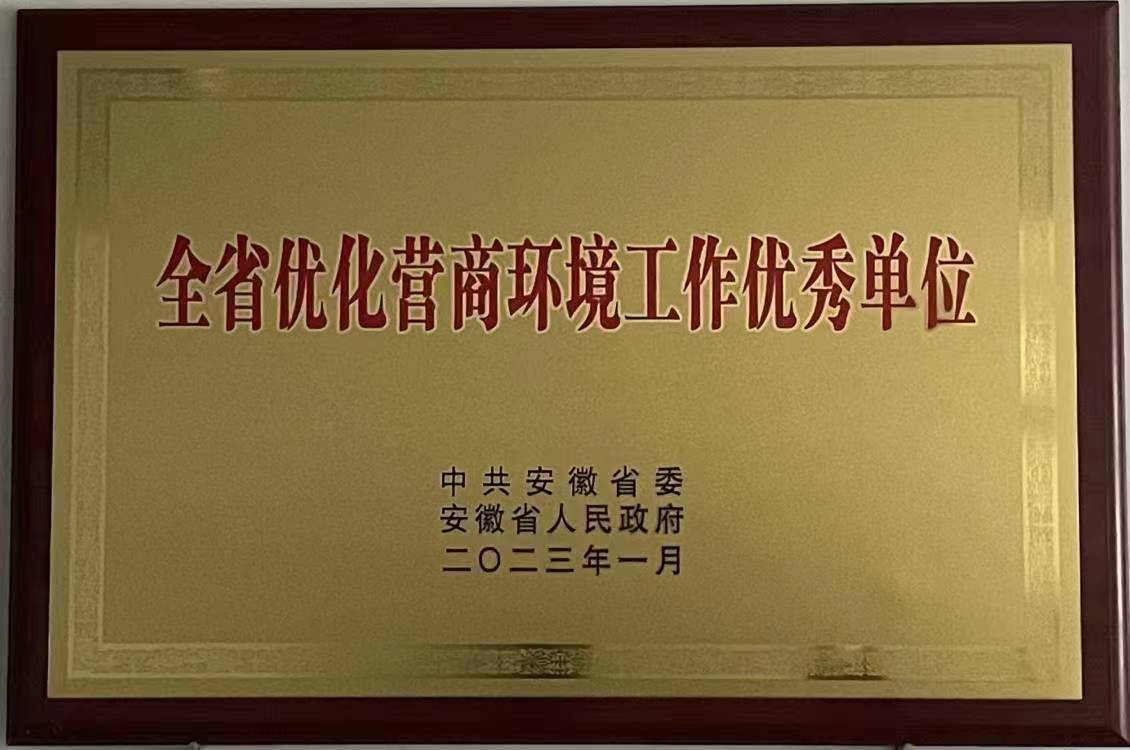 全省优化营商环境工作优秀单位
中共安徽省委
安徽省人民政府
二〇二三年一月